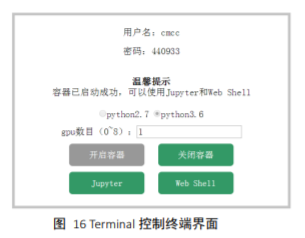 用户名：cmcc
密码：440933
温馨提示
容器已启动成功，可以使用Jupyter和Web Shell
python2.7 python3.6
gpu数目（0~8）：1
开启容器 关闭容器
Jupyter Web Shell
图 16 Terminal 控制终端界面